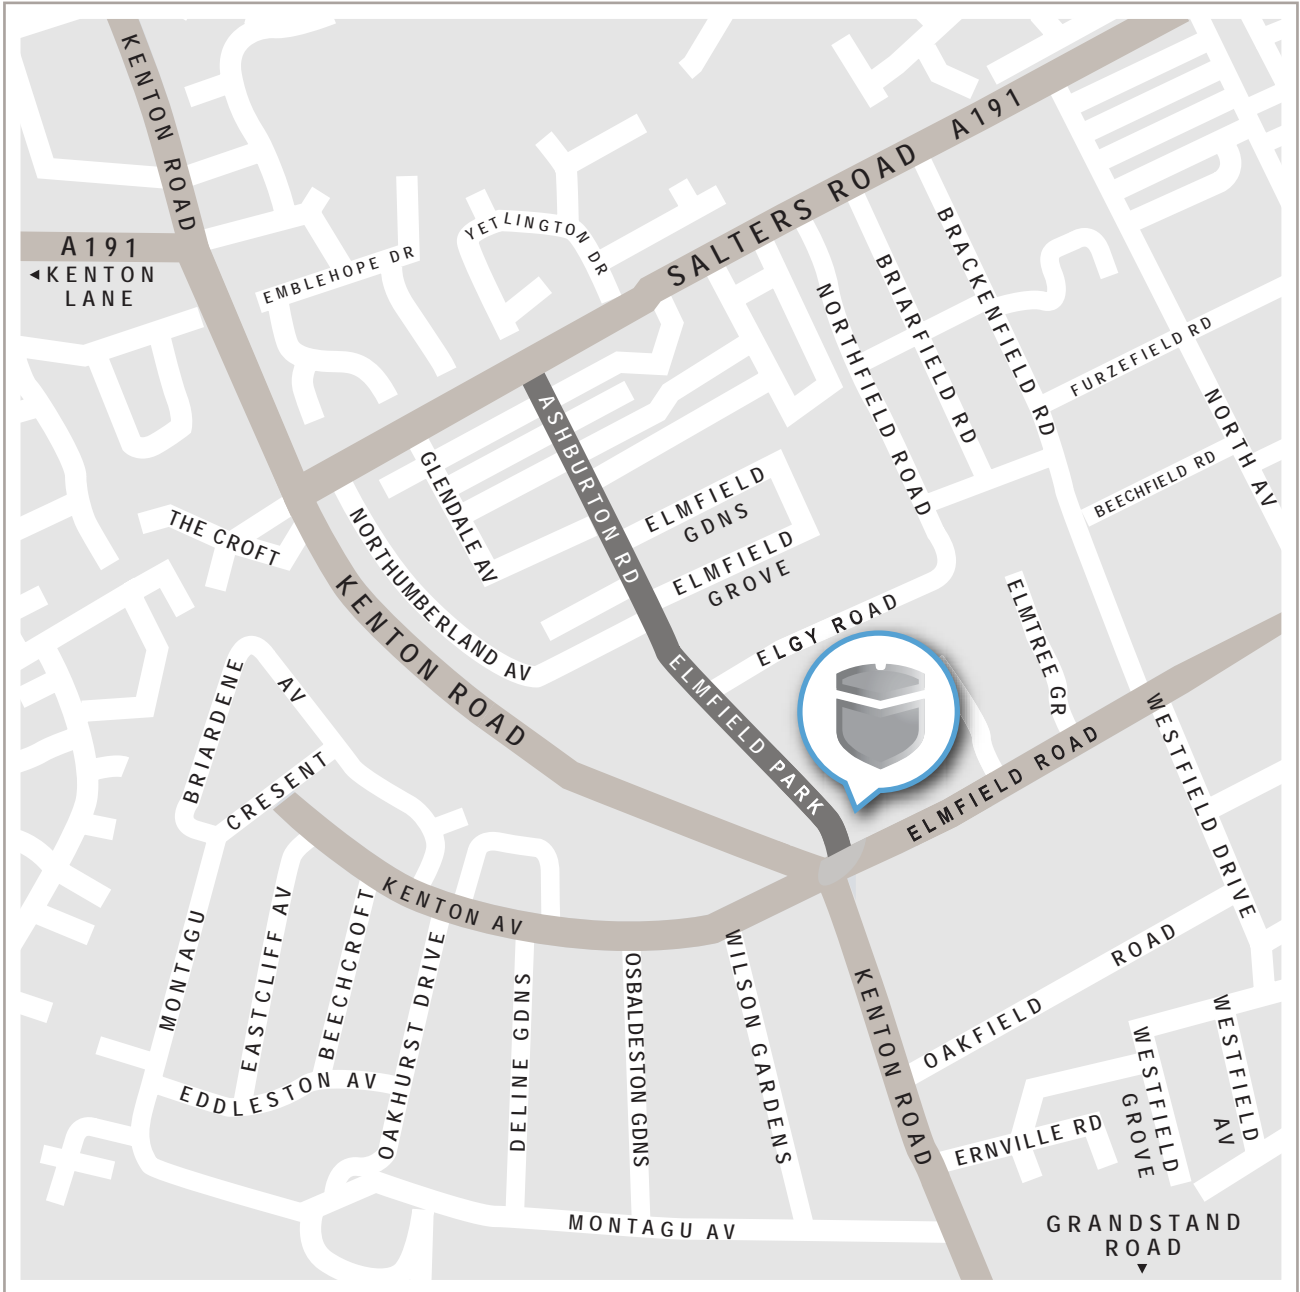 KENTON ROAD
A191
KENTON
LANE
SALTERS ROAD A191
YETLINGTON DR
EMBLEHOPE DR
BRACKENFIELD RD
BRIARFIELD RD
NORTHFIELD ROAD
FURZEFIELD RD
NORTH AV
BEECHFIELD RD
ASHBURTON RD
GLENDALE AV
ELMFIELD
GDNS
ELMFIELD
GROVE
THE CROFT
NORTHUMBERLAND AV
KENTON ROAD
ELGY ROAD
ELMTREE GR
ELMFIELD PARK
BRIARDENE
AV
CRESENT
ELMFIELD ROAD
WESTFIELD DRIVE
KENTON AV
MONTAGU
EASTCLIFF AV
BEECHCROFT
OAKHURST DRIVE
DELINE GDNS
OSBALDESTON GDNS
WILSON GARDENS
KENTON ROAD
OAKFIELD ROAD
EDDLESTON AV
ERNVILLE RD
WESTFIELD
GROVE
WESTFIELD
AV
MONTAGU AV
GRANDSTAND
ROAD